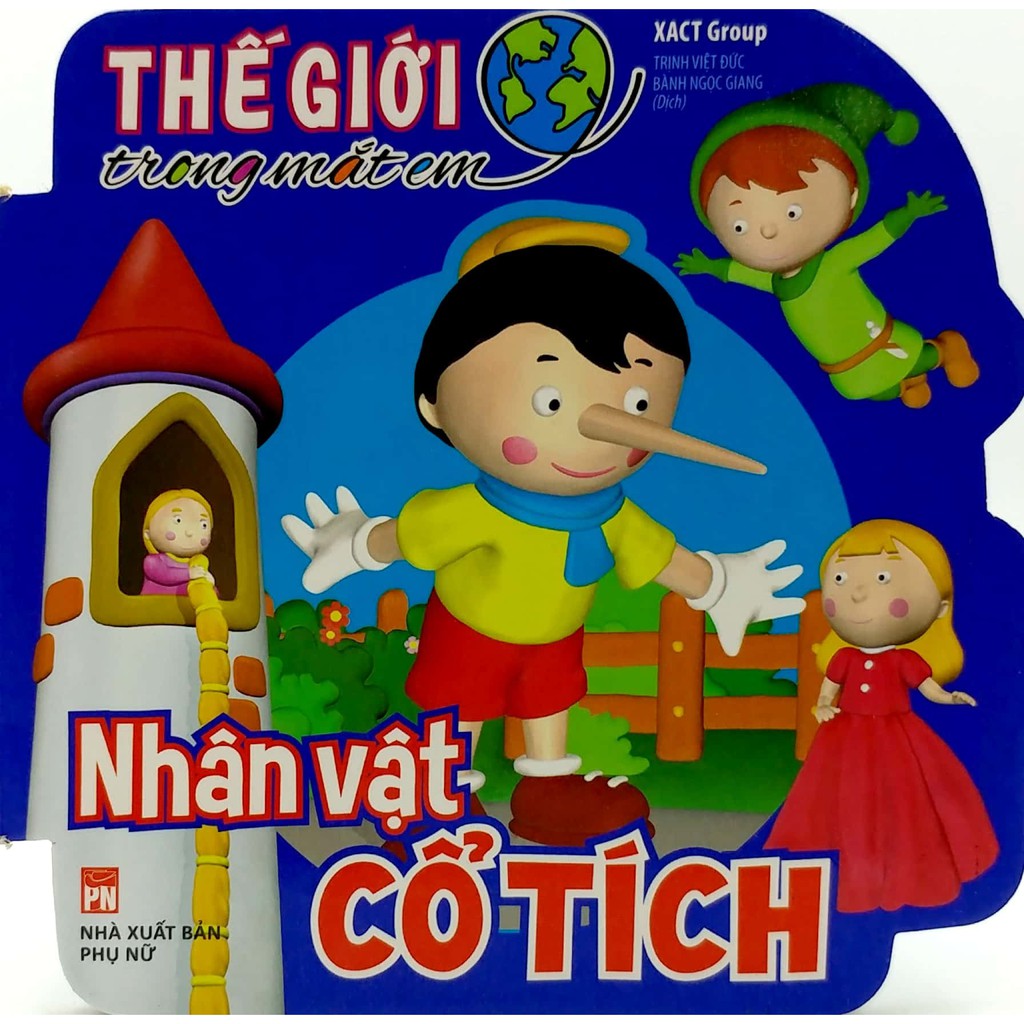 THẾ GIỚI
trong mắt em
XACT Group
TRỊNH VIỆT ĐỨC
BÀNH NGỌC GIANG
(Dịch)
Nhân vật
CỔ TÍCH
PN
NHÀ XUẤT BẢN
PHỤ NỮ